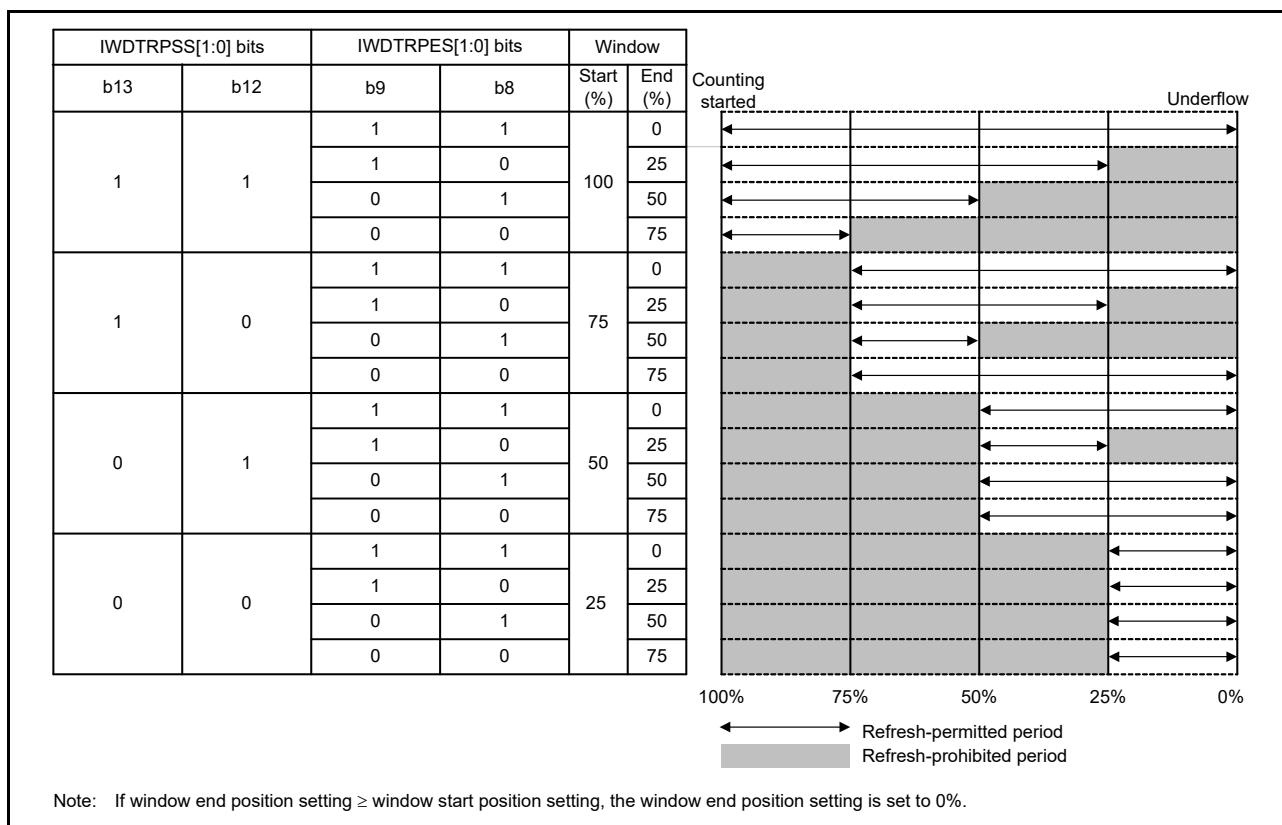 IWDTRPSS[1:0] bits IWDTRPES[1:0] bits Window
b13 b12 b9 b8 Start (%) End (%) Counting started Underflow
1 1 1 1 100 0
1 0 25
0 1 50
0 0 75
1 0 1 1 75 0
1 0 25
0 1 50
0 0 75
0 1 1 1 50 0
1 0 25
0 1 50
0 0 75
0 0 1 1 25 0
1 0 25
0 1 50
0 0 75
100% 75% 50% 25% 0%
Refresh-permitted period
Refresh-prohibited period
Note: If window end position setting ≥ window start position setting, the window end position setting is set to 0%.